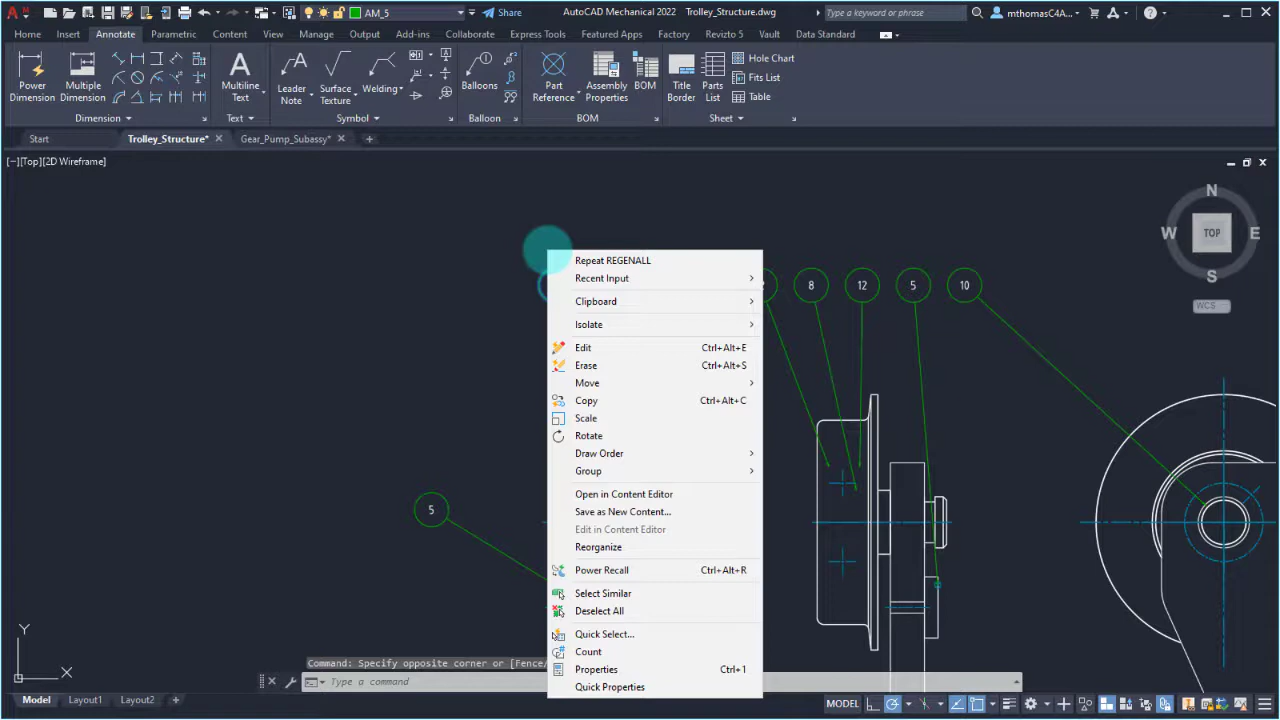 AM_5 Share AutoCAD Mechanical 2022 Trolley_Structure.dwg Type a keyword or phrase mthomasC4A...
Home Insert Annotate Parametric Content View Manage Output Add-ins Collaborate Express Tools Featured Apps Factory Revizto 5 Vault Data Standard
Power Dimension
Multiple Dimension
Dimension
Multiline Text
Text
Leader Note
Surface Texture
Welding
Symbol
Balloons
Balloon
Part Reference
Assembly Properties
BOM
BOM
Title Border
Parts List
Hole Chart
Fits List
Table
Sheet
Start Trolley_Structure* Gear_Pump_Subassy*
[−][Top][2D Wireframe]
N
W TOP E
S
WCS
8 12 5 10
5
Repeat REGENALL
Recent Input
Clipboard
Isolate
Edit Ctrl+Alt+E
Erase Ctrl+Alt+S
Move
Copy Ctrl+Alt+C
Scale
Rotate
Draw Order
Group
Open in Content Editor
Save as New Content...
Edit in Content Editor
Reorganize
Power Recall Ctrl+Alt+R
Select Similar
Deselect All
Quick Select...
Count
Properties Ctrl+1
Quick Properties
Y
X
Command: Specify opposite corner or [Fence/
Type a command
Model Layout1 Layout2 MODEL